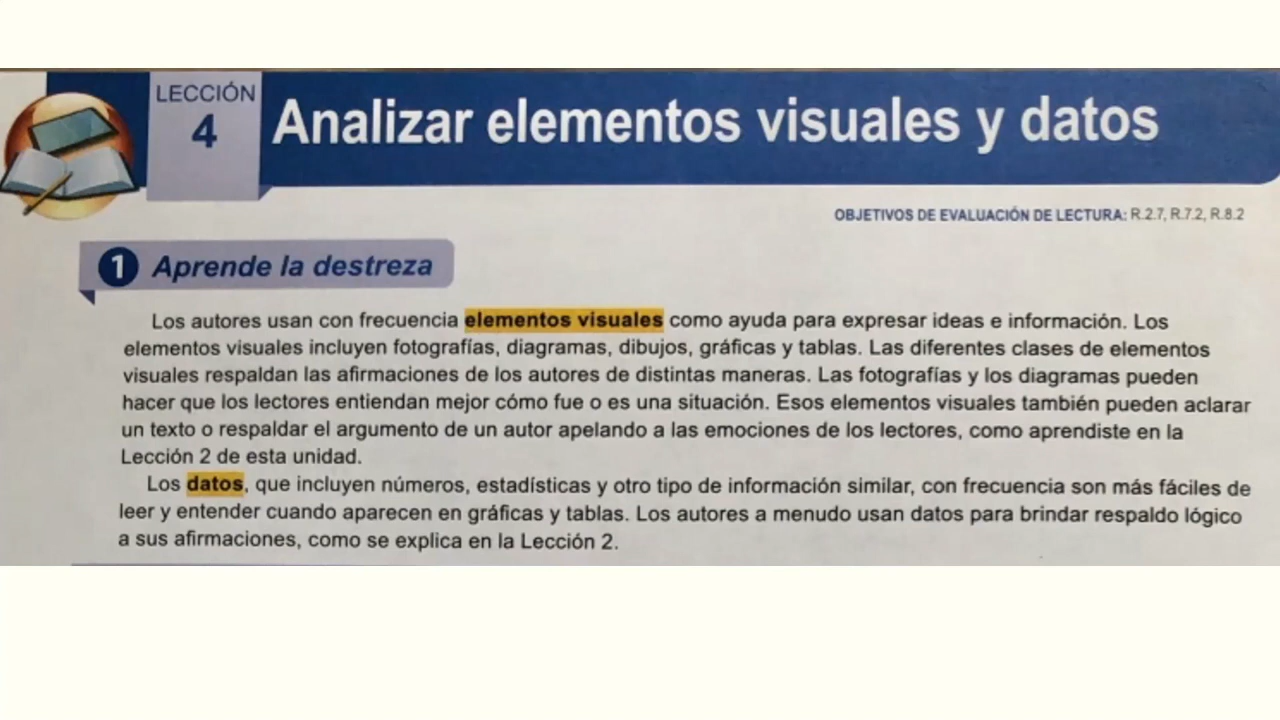 LECCIÓN
4
Analizar elementos visuales y datos
OBJETIVOS DE EVALUACIÓN DE LECTURA: R.2.7, R.7.2, R.8.2
1 Aprende la destreza
Los autores usan con frecuencia elementos visuales como ayuda para expresar ideas e información. Los
elementos visuales incluyen fotografías, diagramas, dibujos, gráficas y tablas. Las diferentes clases de elementos
visuales respaldan las afirmaciones de los autores de distintas maneras. Las fotografías y los diagramas pueden
hacer que los lectores entiendan mejor cómo fue o es una situación. Esos elementos visuales también pueden aclarar
un texto o respaldar el argumento de un autor apelando a las emociones de los lectores, como aprendiste en la
Lección 2 de esta unidad.
Los datos, que incluyen números, estadísticas y otro tipo de información similar, con frecuencia son más fáciles de
leer y entender cuando aparecen en gráficas y tablas. Los autores a menudo usan datos para brindar respaldo lógico
a sus afirmaciones, como se explica en la Lección 2.